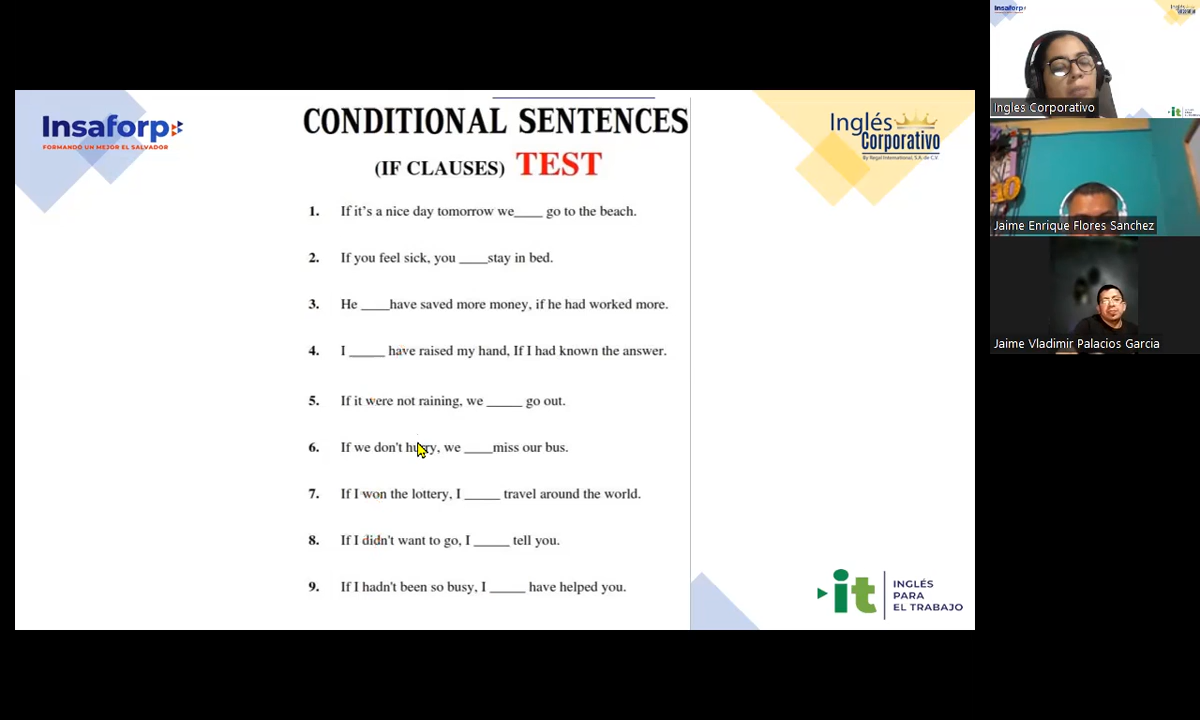 Insaforp
FORMANDO UN MEJOR EL SALVADOR
CONDITIONAL SENTENCES
(IF CLAUSES) TEST
Inglés
Corporativo
By Regal International, S.A. de C.V.
1. If it's a nice day tomorrow we____ go to the beach.
2. If you feel sick, you ____stay in bed.
3. He ____have saved more money, if he had worked more.
4. I _____ have raised my hand, If I had known the answer.
5. If it were not raining, we _____ go out.
6. If we don't hurry, we ____miss our bus.
7. If I won the lottery, I _____ travel around the world.
8. If I didn't want to go, I _____ tell you.
9. If I hadn't been so busy, I _____ have helped you.
it
INGLÉS
PARA
EL TRABAJO
Insaforp
Ingles Corporativo
Jaime Enrique Flores Sanchez
Jaime Vladimir Palacios Garcia